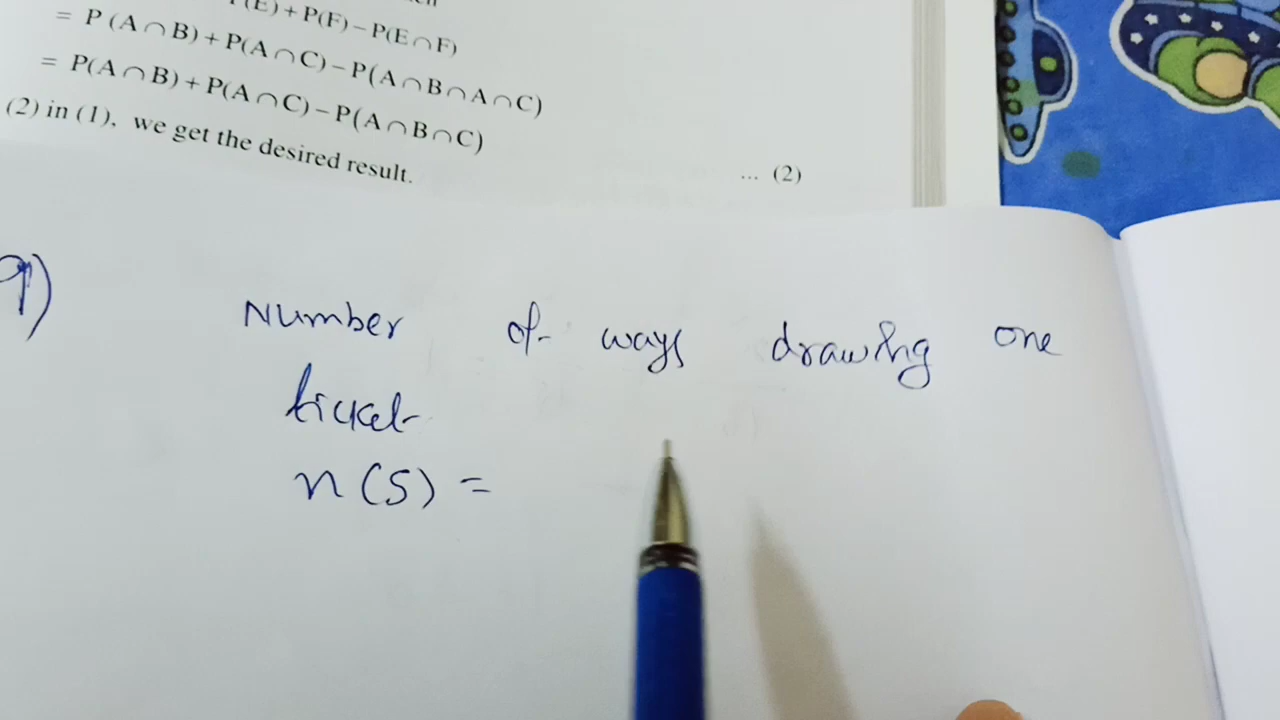 P(E) + P(F) – P(E ∩ F)
= P (A ∩ B) + P(A ∩ C) – P(A ∩ B ∩ A ∩ C)
= P(A ∩ B) + P(A ∩ C) – P(A ∩ B ∩ C)
... (2)
(2) in (1), we get the desired result.
9)
Number of ways drawing one
ticket
n(S) =